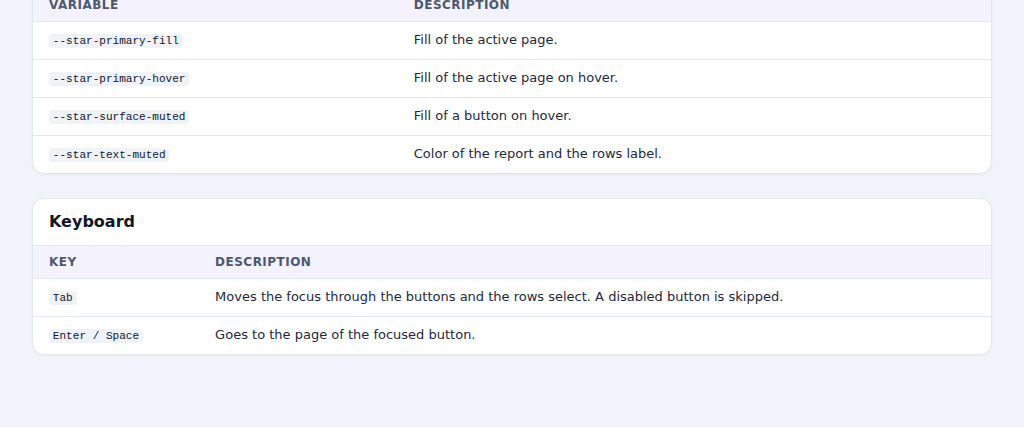 VARIABLE DESCRIPTION
--star-primary-fill Fill of the active page.
--star-primary-hover Fill of the active page on hover.
--star-surface-muted Fill of a button on hover.
--star-text-muted Color of the report and the rows label.
Keyboard
KEY DESCRIPTION
Tab Moves the focus through the buttons and the rows select. A disabled button is skipped.
Enter / Space Goes to the page of the focused button.